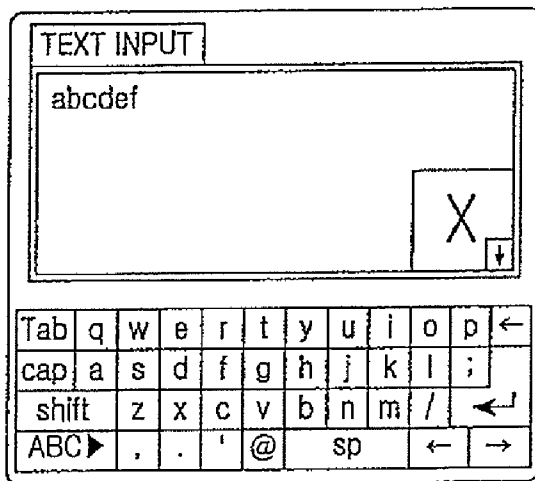 TEXT INPUT
abcdef
X
↓
Tab q w e r t y u i o p ←
cap a s d f g h j k l ;
shift z x c v b n m / ↵
ABC▶ , . ' @ sp ← →